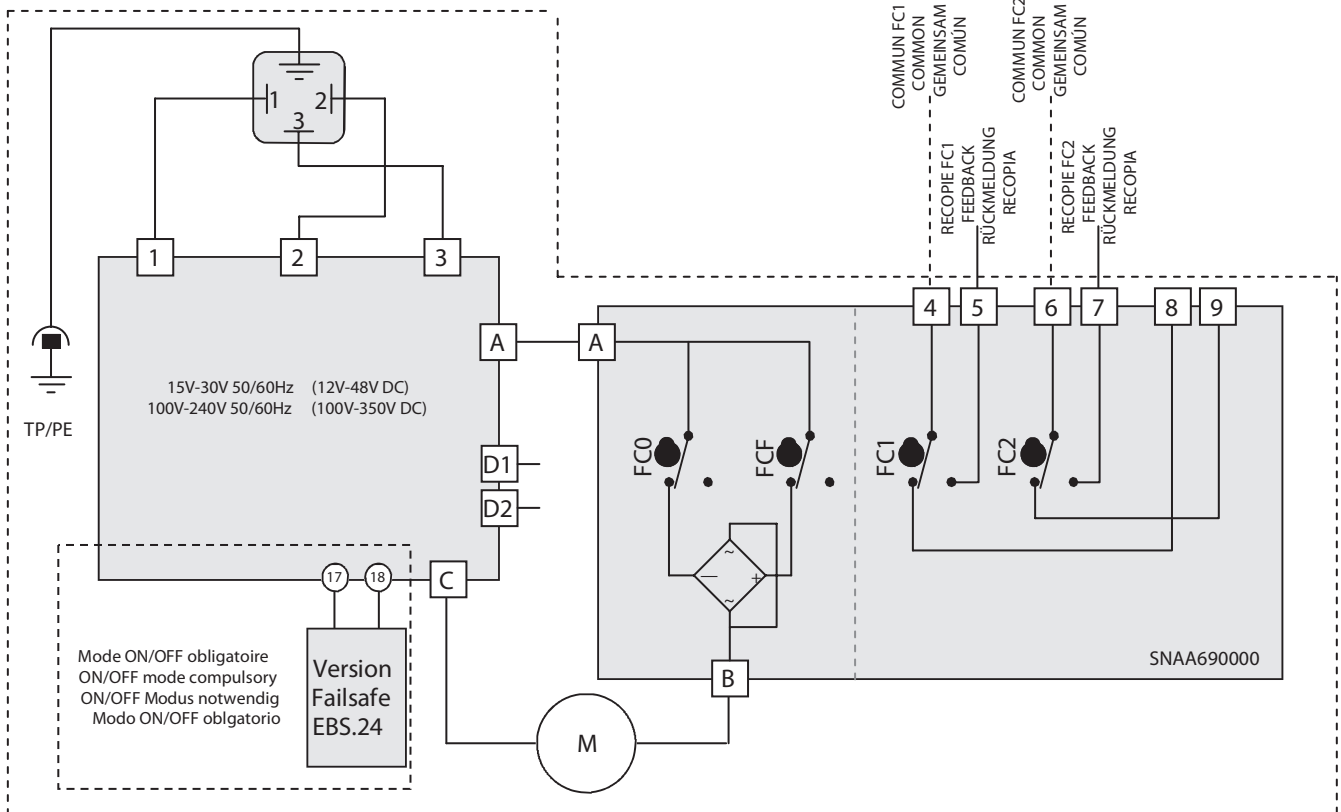 COMMUN FC1
COMMON
GEMEINSAM
COMÚN
COMMUN FC2
COMMON
GEMEINSAM
COMÚN
RECOPIE FC1
FEEDBACK
RÜCKMELDUNG
RECOPIA
RECOPIE FC2
FEEDBACK
RÜCKMELDUNG
RECOPIA
1
2
3
1
2
3
4
5
6
7
8
9
A
A
15V-30V 50/60Hz (12V-48V DC)
100V-240V 50/60Hz (100V-350V DC)
TP/PE
FC0
FCF
FC1
FC2
D1
D2
~
— +
~
17
18
C
Mode ON/OFF obligatoire
ON/OFF mode compulsory
ON/OFF Modus notwendig
Modo ON/OFF oblgatorio
Version
Failsafe
EBS.24
B
SNAA690000
M